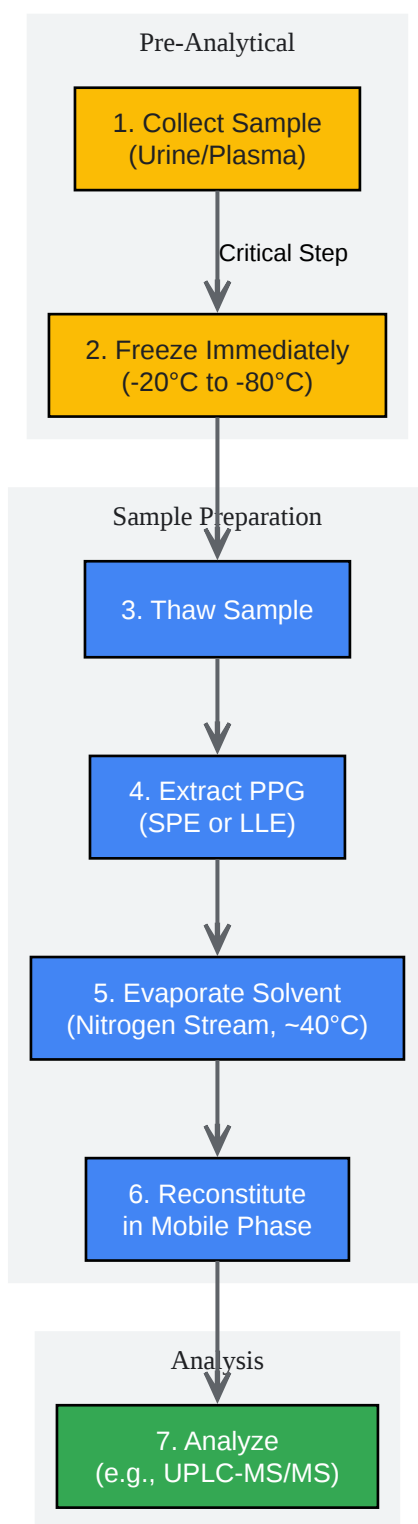 Pre-Analytical
1. Collect Sample
(Urine/Plasma)
Critical Step
2. Freeze Immediately
(-20°C to -80°C)
Sample Preparation
3. Thaw Sample
4. Extract PPG
(SPE or LLE)
5. Evaporate Solvent
(Nitrogen Stream, ~40°C)
6. Reconstitute
in Mobile Phase
Analysis
7. Analyze
(e.g., UPLC-MS/MS)